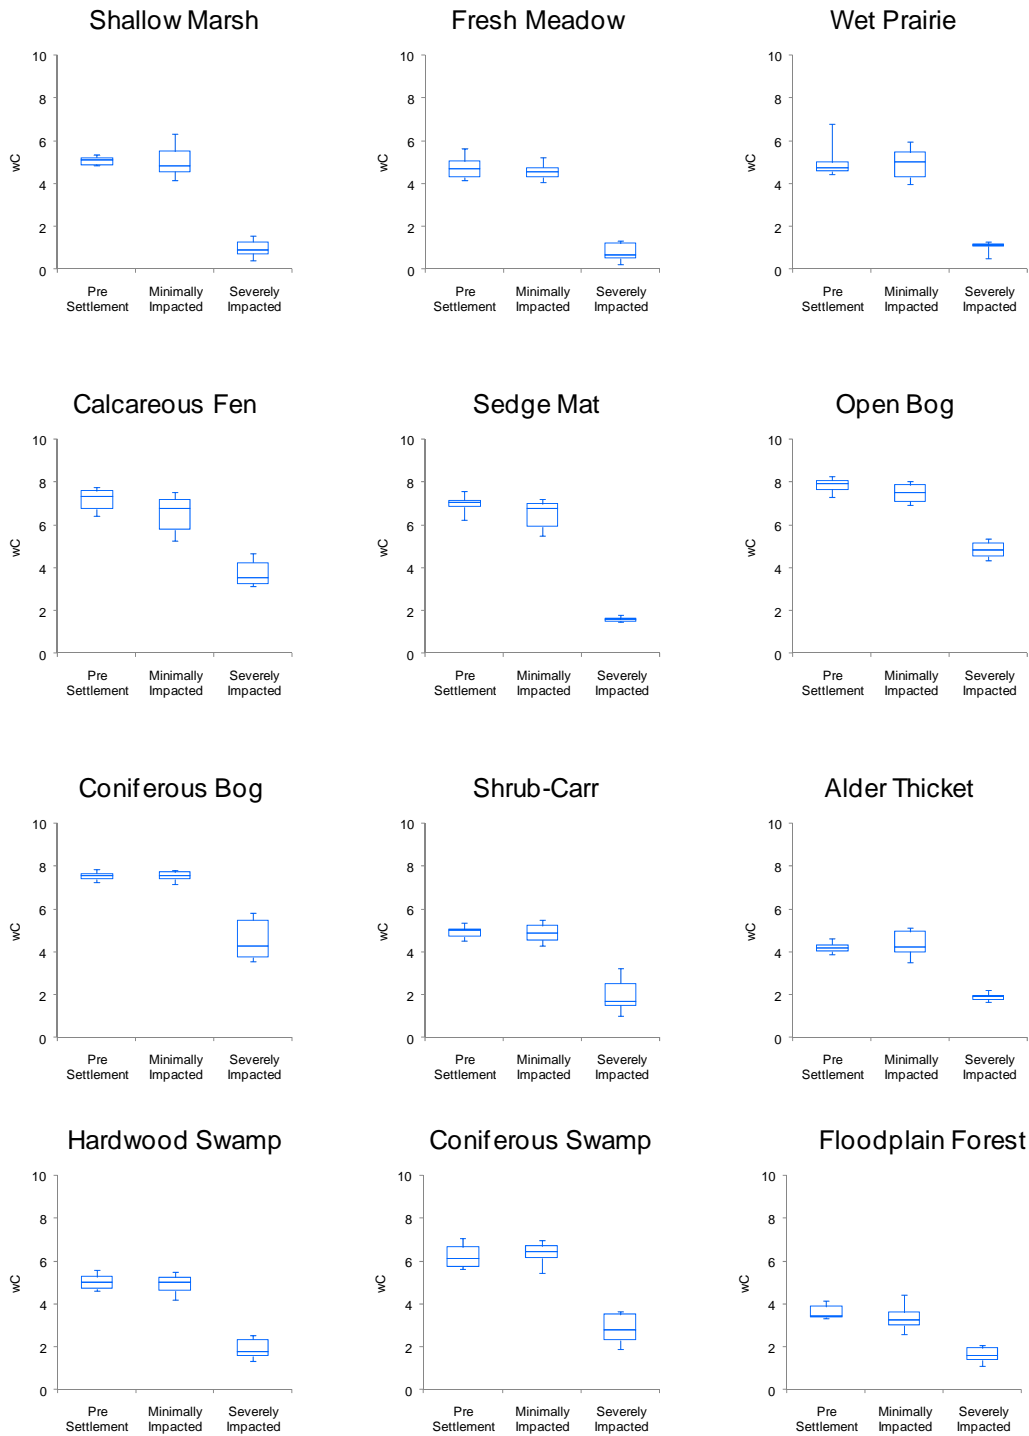 Shallow Marsh
10
8
6
4
2
0
wC
Pre Settlement
Minimally Impacted
Severely Impacted
Fresh Meadow
10
8
6
4
2
0
wC
Pre Settlement
Minimally Impacted
Severely Impacted
Wet Prairie
10
8
6
4
2
0
wC
Pre Settlement
Minimally Impacted
Severely Impacted
Calcareous Fen
10
8
6
4
2
0
wC
Pre Settlement
Minimally Impacted
Severely Impacted
Sedge Mat
10
8
6
4
2
0
wC
Pre Settlement
Minimally Impacted
Severely Impacted
Open Bog
10
8
6
4
2
0
wC
Pre Settlement
Minimally Impacted
Severely Impacted
Coniferous Bog
10
8
6
4
2
0
wC
Pre Settlement
Minimally Impacted
Severely Impacted
Shrub-Carr
10
8
6
4
2
0
wC
Pre Settlement
Minimally Impacted
Severely Impacted
Alder Thicket
10
8
6
4
2
0
wC
Pre Settlement
Minimally Impacted
Severely Impacted
Hardwood Swamp
10
8
6
4
2
0
wC
Pre Settlement
Minimally Impacted
Severely Impacted
Coniferous Swamp
10
8
6
4
2
0
wC
Pre Settlement
Minimally Impacted
Severely Impacted
Floodplain Forest
10
8
6
4
2
0
wC
Pre Settlement
Minimally Impacted
Severely Impacted